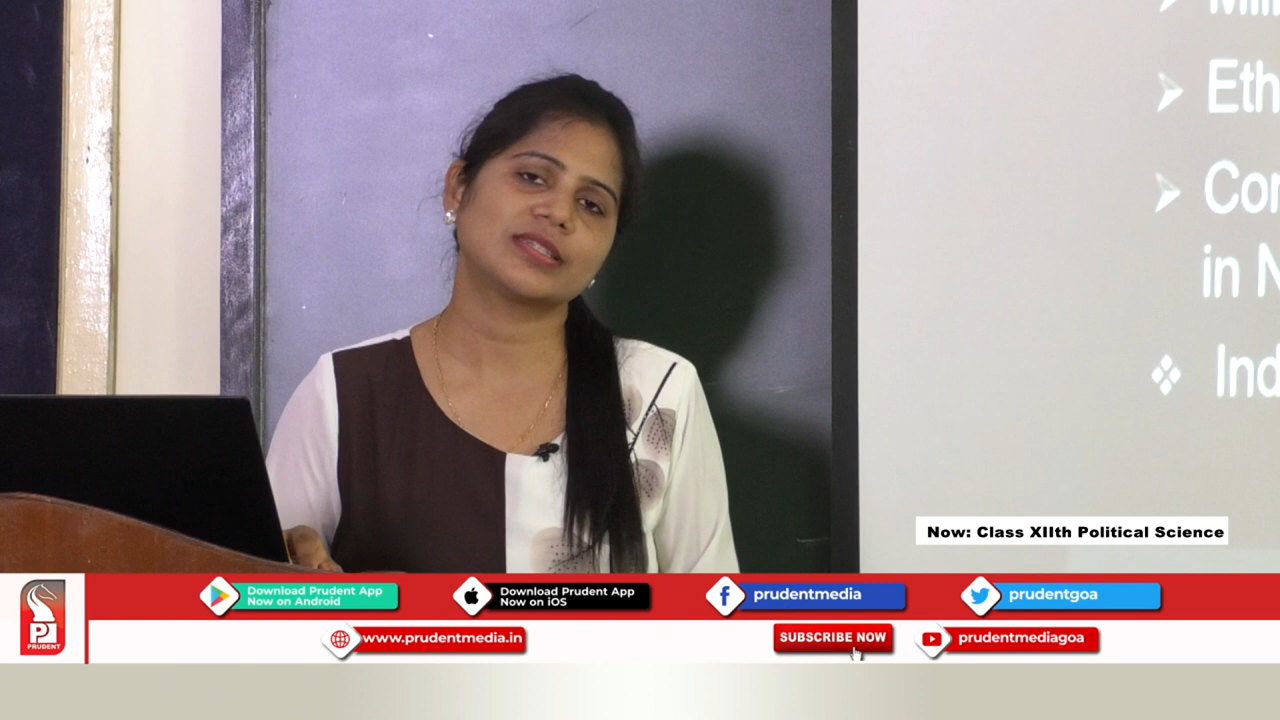 Eth
Con
in N
Ind
Now: Class XIIth Political Science
Download Prudent App
Now on Android
Download Prudent App
Now on iOS
prudentmedia
prudentgoa
PRUDENT
www.prudentmedia.in
SUBSCRIBE NOW
prudentmediagoa